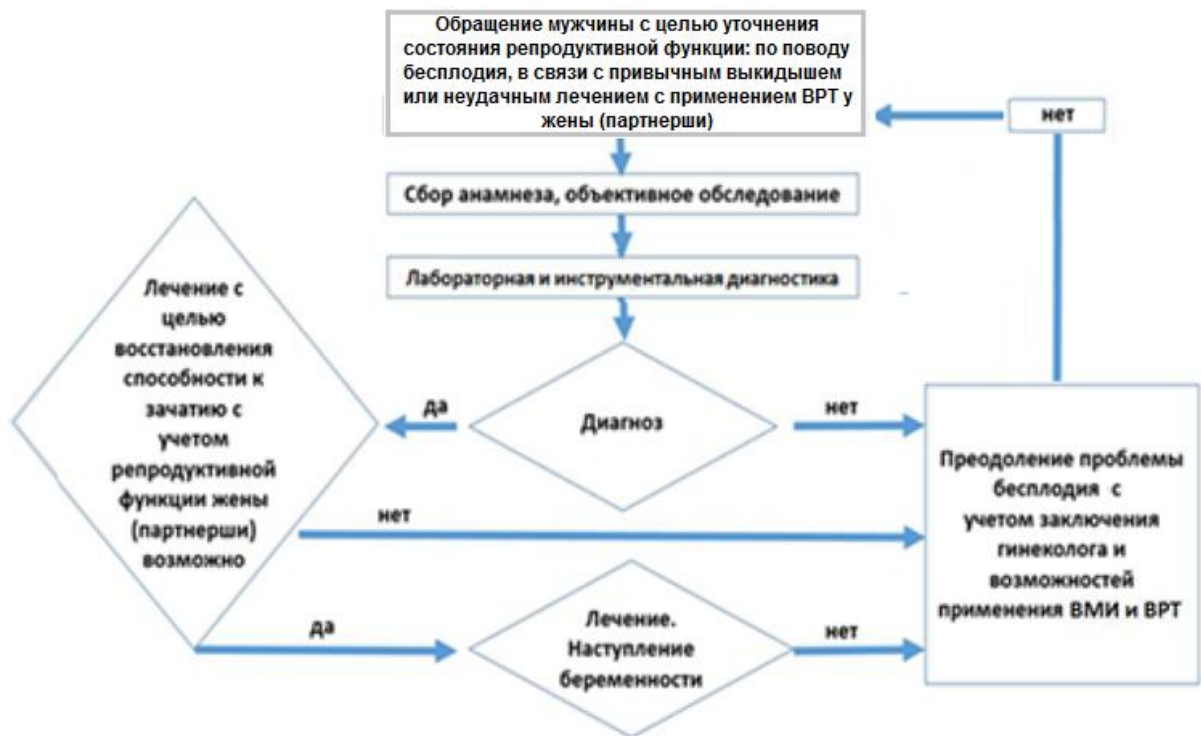 Обращение мужчины с целью уточнения
состояния репродуктивной функции: по поводу
бесплодия, в связи с привычным выкидышем
или неудачным лечением с применением ВРТ у
жены (партнерши)
нет
Сбор анамнеза, объективное обследование
Лабораторная и инструментальная диагностика
Лечение с
целью
восстановления
способности к
зачатию с
учетом
репродуктивной
функции жены
(партнерши)
возможно
да
Диагноз
нет
Преодоление проблемы
бесплодия с
учетом заключения
гинеколога и
возможностей
применения ВМИ и ВРТ
нет
да
Лечение.
Наступление
беременности
нет